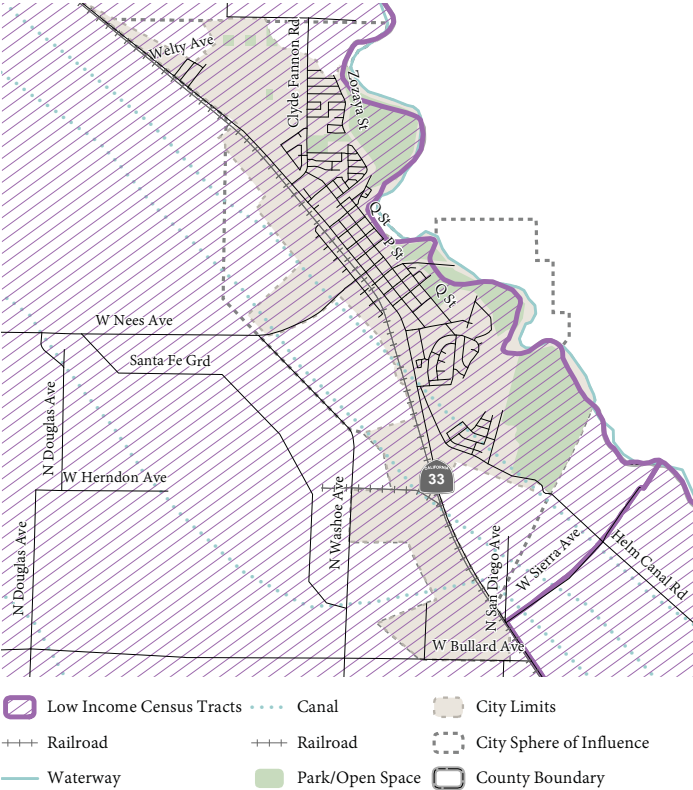 Welty Ave
Clyde Fannon Rd
Zozaya St
Q St
P St
Q St
W Nees Ave
Santa Fe Grd
N Douglas Ave
W Herndon Ave
CALIFORNIA
33
N Washoe Ave
N Douglas Ave
N San Diego Ave
W Sierra Ave
Helm Canal Rd
W Bullard Ave
Low Income Census Tracts
Canal
City Limits
Railroad
Railroad
City Sphere of Influence
Waterway
Park/Open Space
County Boundary